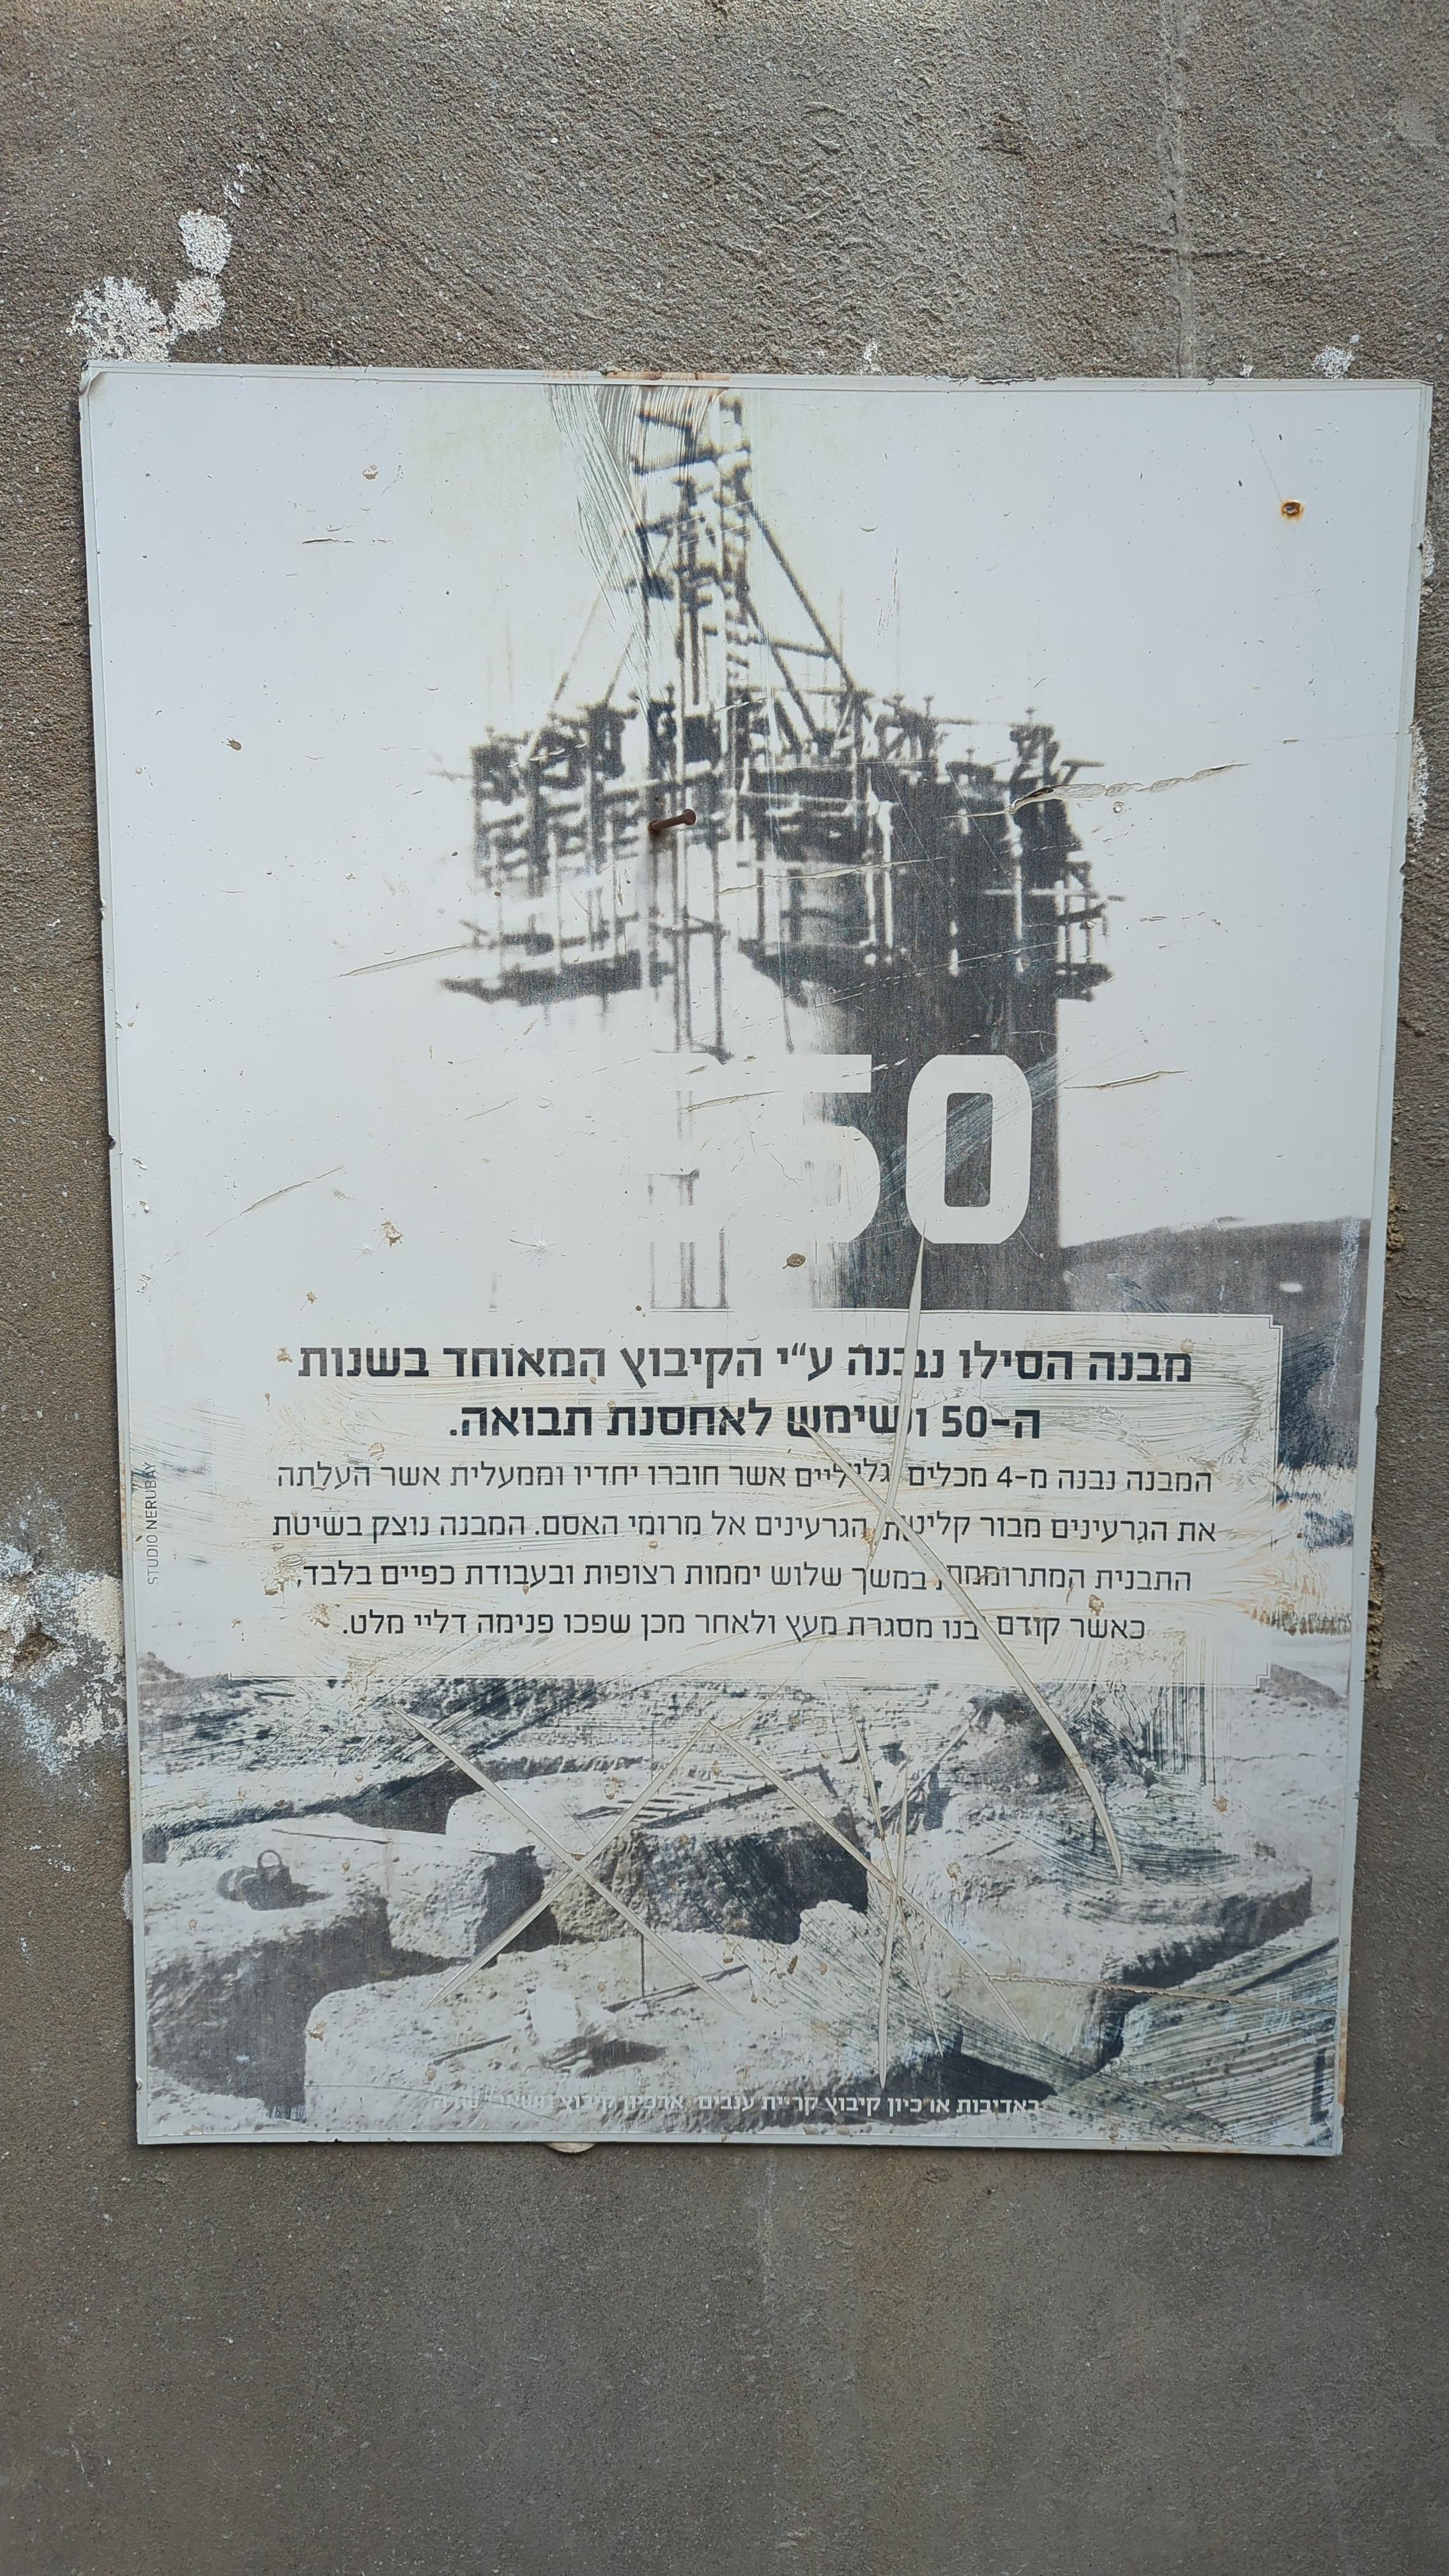 50
מבנה הסילו נבנה ע״י הקיבוץ המאוחד בשנות
ה-50 ושימש לאחסנת תבואה.
המבנה נבנה מ-4 מכלים גליליים אשר חוברו יחדיו וממעלית אשר העלתה
את הגרעינים מבור קליטת הגרעינים אל מרומי האסם. המבנה נוצק בשיטת
התבנית המתרוממת במשך שלוש יממות רצופות ובעבודת כפיים בלבד,
כאשר קודם בנו מסגרת מעץ ולאחר מכן שפכו פנימה דליי מלט.
STUDIO NERUBAY
באדיבות ארכיון קיבוץ קריית ענבים